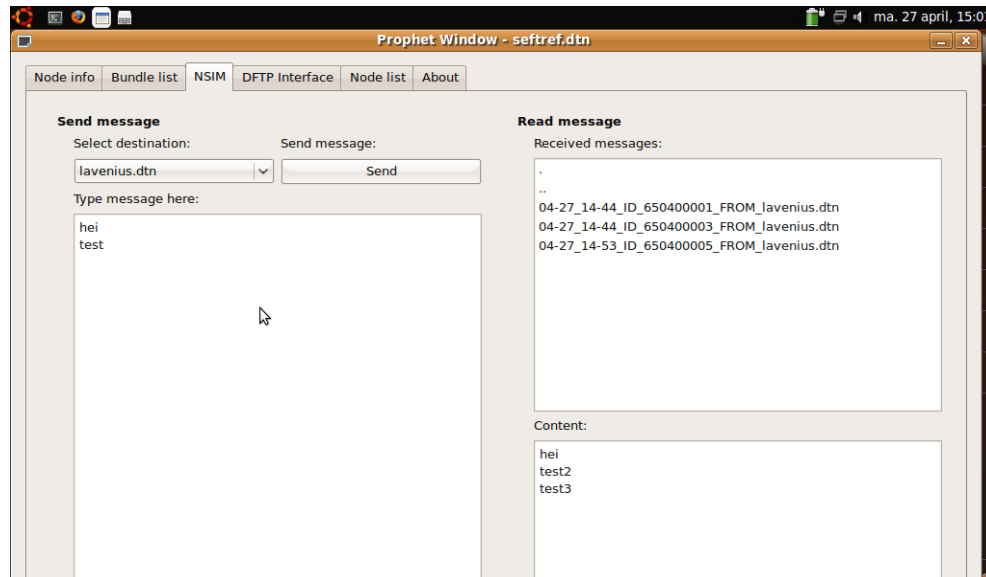 ma. 27 april, 15:03
Prophet Window - seftref.dtn
Node info Bundle list NSIM DFTP Interface Node list About
Send message
Select destination: Send message:
lavenius.dtn Send
Type message here:
hei
test
Read message
Received messages:
.
..
04-27_14-44_ID_650400001_FROM_lavenius.dtn
04-27_14-44_ID_650400003_FROM_lavenius.dtn
04-27_14-53_ID_650400005_FROM_lavenius.dtn
Content:
hei
test2
test3